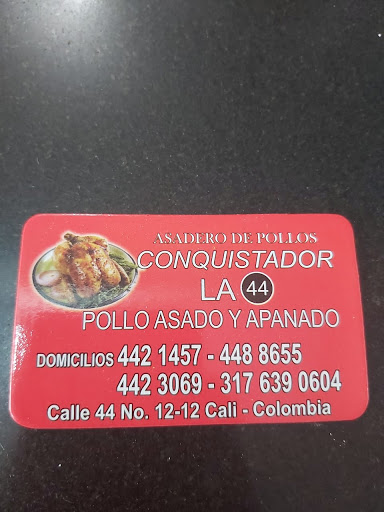 ASADERO DE POLLOS
CONQUISTADOR
LA 44
POLLO ASADO Y APANADO
DOMICILIOS 442 1457 - 448 8655
442 3069 - 317 639 0604
Calle 44 No. 12-12 Cali - Colombia